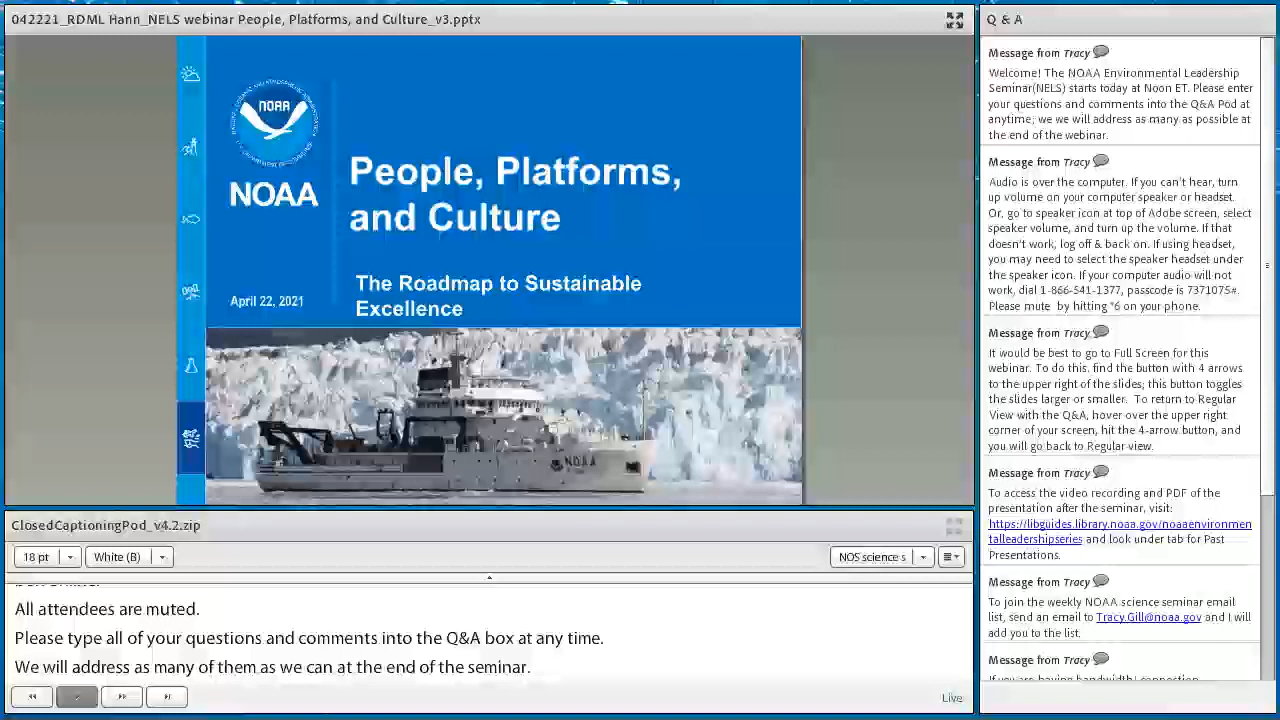 042221_RDML Hann_NELS webinar People, Platforms, and Culture_v3.pptx
NOAA
NOAA
People, Platforms,
and Culture
The Roadmap to Sustainable
Excellence
April 22, 2021
NOAA
ClosedCaptioningPod_v4.2.zip
18 pt
White (B)
NOS science s
All attendees are muted.
Please type all of your questions and comments into the Q&A box at any time.
We will address as many of them as we can at the end of the seminar.
Live
Q & A
Message from Tracy
Welcome! The NOAA Environmental Leadership
Seminar(NELS) starts today at Noon ET. Please enter
your questions and comments into the Q&A Pod at
anytime; we we will address as many as possible at
the end of the webinar.
Message from Tracy
Audio is over the computer. If you can't hear, turn
up volume on your computer speaker or headset.
Or, go to speaker icon at top of Adobe screen, select
speaker volume, and turn up the volume. If that
doesn't work, log off & back on. If using headset,
you may need to select the speaker headset under
the speaker icon. If your computer audio will not
work, dial 1-866-541-1377, passcode is 7371075#.
Please mute by hitting *6 on your phone.
Message from Tracy
It would be best to go to Full Screen for this
webinar. To do this, find the button with 4 arrows
to the upper right of the slides; this button toggles
the slides larger or smaller. To return to Regular
View with the Q&A, hover over the upper right
corner of your screen, hit the 4-arrow button, and
you will go back to Regular view.
Message from Tracy
To access the video recording and PDF of the
presentation after the seminar, visit:
https://libguides.library.noaa.gov/noaaenvironmen
talleadershipseries and look under tab for Past
Presentations.
Message from Tracy
To join the weekly NOAA science seminar email
list, send an email to Tracy.Gill@noaa.gov and I will
add you to the list.
Message from Tracy
If you are having bandwidth/ connection